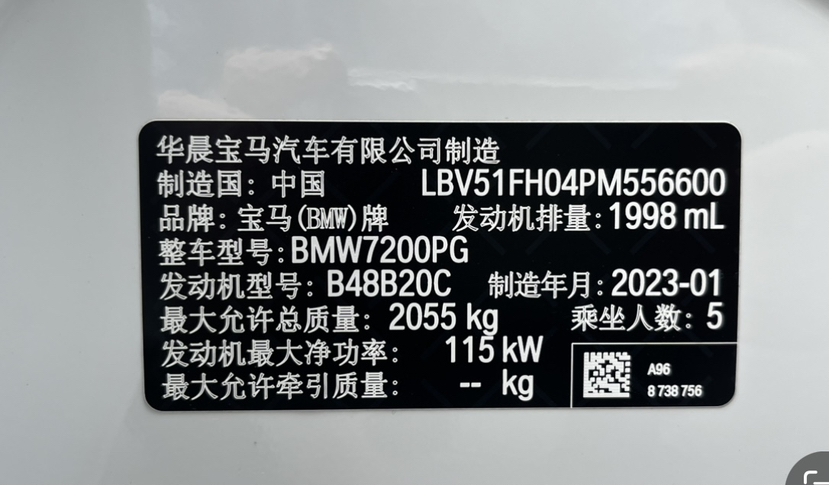 华晨宝马汽车有限公司制造
制造国：中国 LBV51FH04PM556600
品牌：宝马(BMW)牌 发动机排量：1998 mL
整车型号：BMW7200PG
发动机型号：B48B20C 制造年月：2023-01
最大允许总质量：2055 kg 乘坐人数：5
发动机最大净功率：115 kW
最大允许牵引质量：-- kg
A96
8 738 756